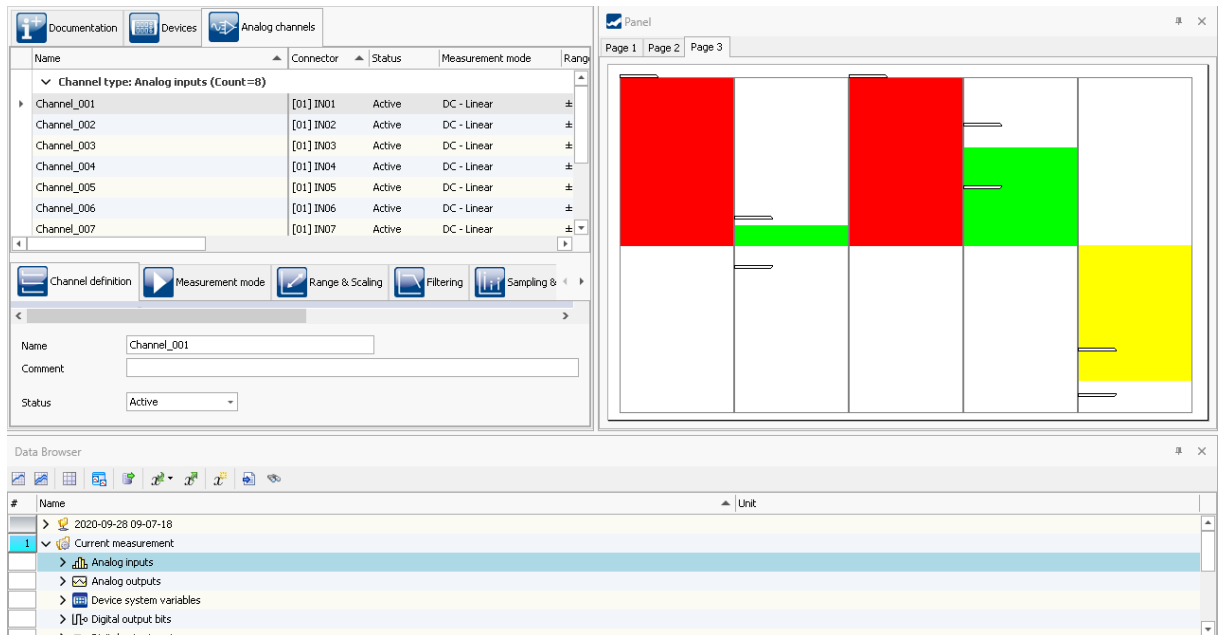 Documentation Devices Analog channels
Name Connector Status Measurement mode Range
Channel type: Analog inputs (Count=8)
Channel_001 [01] IN01 Active DC - Linear ±
Channel_002 [01] IN02 Active DC - Linear ±
Channel_003 [01] IN03 Active DC - Linear ±
Channel_004 [01] IN04 Active DC - Linear ±
Channel_005 [01] IN05 Active DC - Linear ±
Channel_006 [01] IN06 Active DC - Linear ±
Channel_007 [01] IN07 Active DC - Linear ±
Channel definition Measurement mode Range & Scaling Filtering Sampling &
Name Channel_001
Comment
Status Active
Panel
Page 1 Page 2 Page 3
Data Browser
# Name Unit
2020-09-28 09-07-18
1 Current measurement
Analog inputs
Analog outputs
Device system variables
Digital output bits